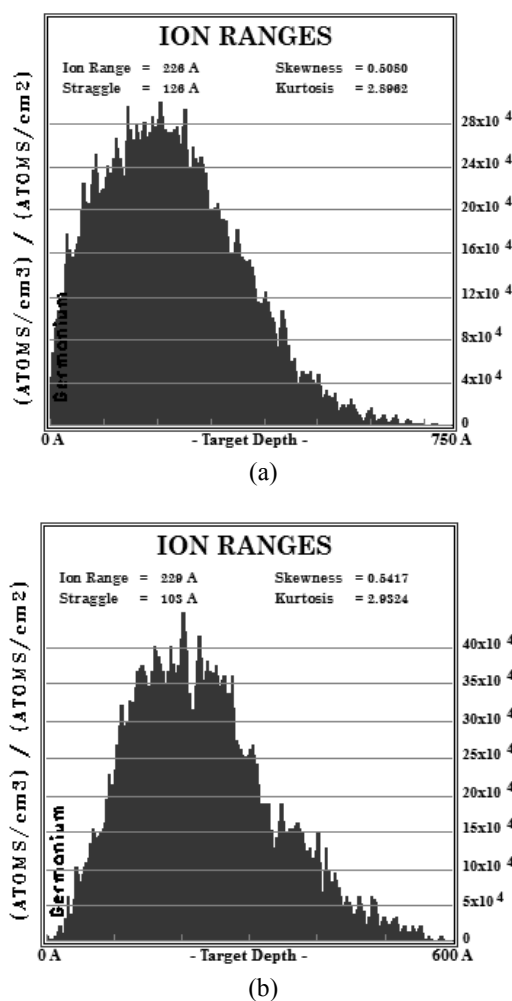 ION RANGES
Ion Range = 226 A Skewness = 0.5080
Straggle = 126 A Kurtosis = 2.5962
(ATOMS/cm3) / (ATOMS/cm2)
28x10 4
24x10 4
20x10 4
16x10 4
12x10 4
8x10 4
4x10 4
0
Germonium
0 A - Target Depth - 750 A
(a)
ION RANGES
Ion Range = 229 A Skewness = 0.5417
Straggle = 103 A Kurtosis = 2.9324
(ATOMS/cm3) / (ATOMS/cm2)
40x10 4
35x10 4
30x10 4
25x10 4
20x10 4
15x10 4
10x10 4
5x10 4
0
Germonium
0 A - Target Depth - 600 A
(b)